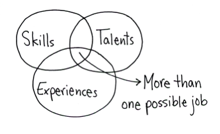 Skills
Talents
Experiences
More than
one possible job